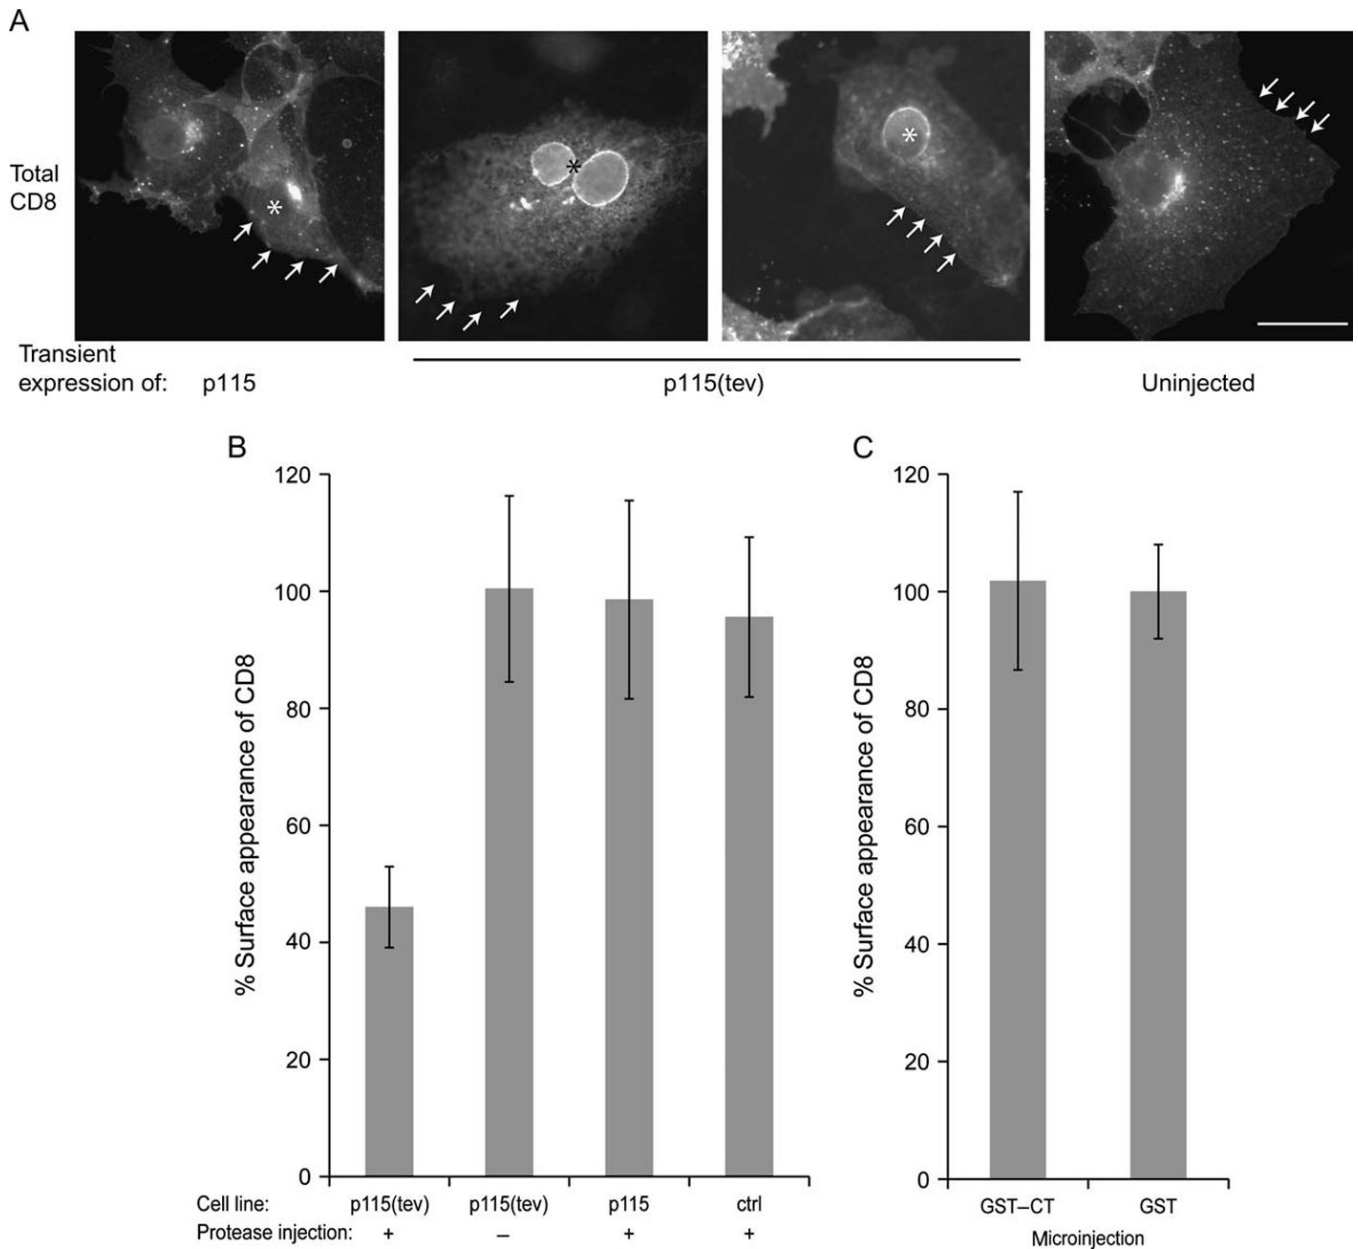 A
Total
CD8
* * *
Transient
expression of: p115 p115(tev) Uninjected
B
% Surface appearance of CD8
120
100
80
60
40
20
0
Cell line: p115(tev) p115(tev) p115 ctrl
Protease injection: + – + +
C
% Surface appearance of CD8
120
100
80
60
40
20
0
GST–CT GST
Microinjection